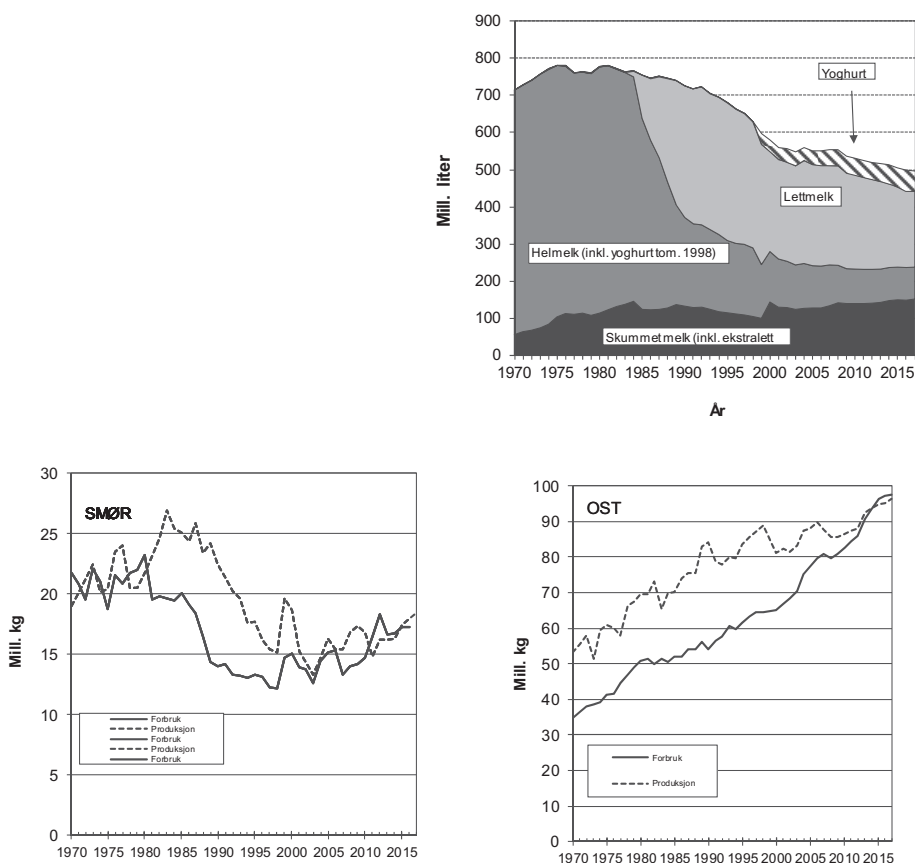 900
800
700
600
500
400
300
200
100
0
Mill. liter
Yoghurt
Lettmelk
Helmelk (inkl. yoghurt tom. 1998)
Skummet melk (inkl. ekstralett
1970 1975 1980 1985 1990 1995 2000 2005 2010 2015
År
30
25
20
15
10
5
0
Mill. kg
SMØR
Forbruk
Produksjon
Forbruk
Produksjon
Forbruk
1970 1975 1980 1985 1990 1995 2000 2005 2010 2015
100
90
80
70
60
50
40
30
20
10
0
Mill. kg
OST
Forbruk
Produksjon
1970 1975 1980 1985 1990 1995 2000 2005 2010 2015